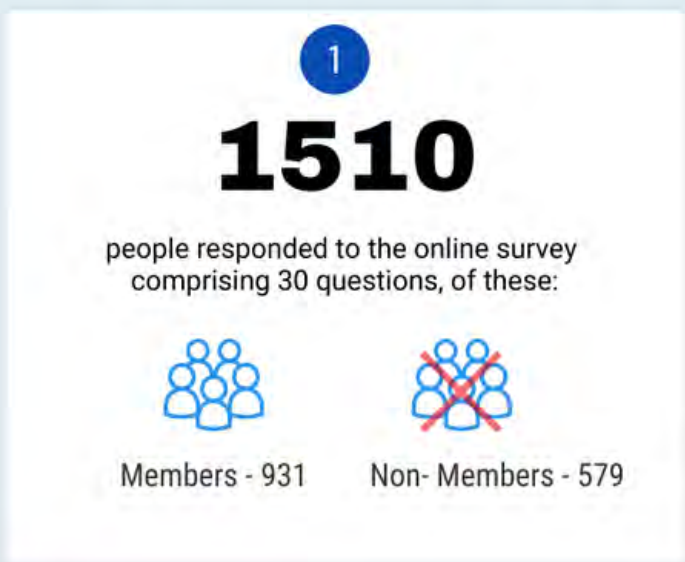 1
1510
people responded to the online survey
comprising 30 questions, of these:
Members - 931
Non- Members - 579